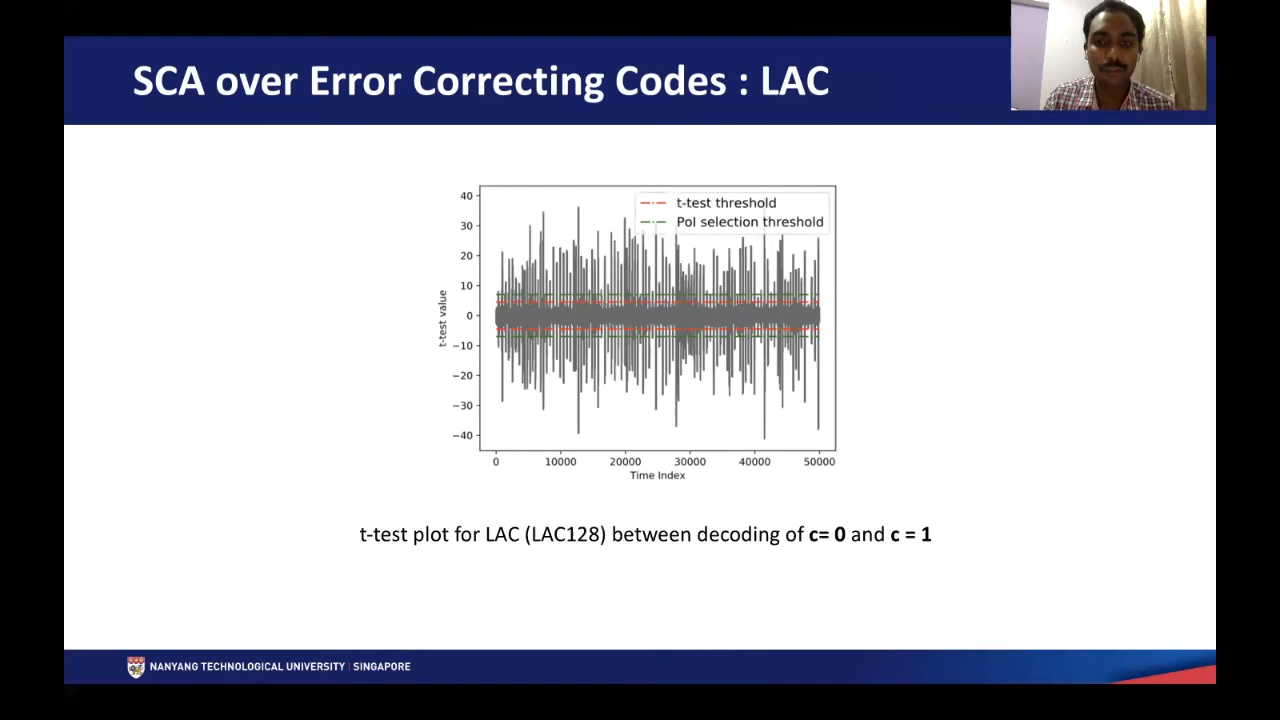 SCA over Error Correcting Codes : LAC
t-test threshold
PoI selection threshold
40
30
20
10
0
−10
−20
−30
−40
t-test value
0 10000 20000 30000 40000 50000
Time Index
t-test plot for LAC (LAC128) between decoding of c= 0 and c = 1
NANYANG TECHNOLOGICAL UNIVERSITY | SINGAPORE